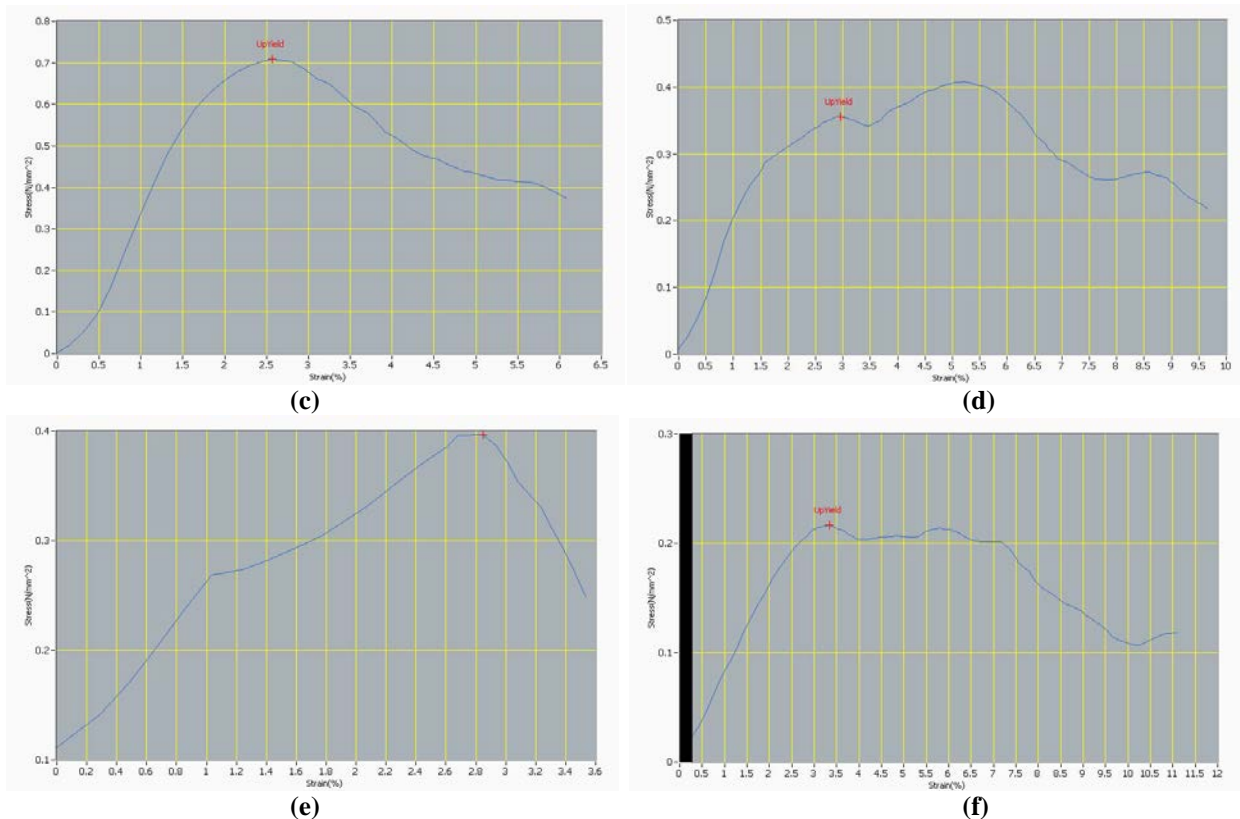 0.8
0.7
0.6
0.5
0.4
0.3
0.2
0.1
0
Stress(N/mm^2)
UpYield
0 0.5 1 1.5 2 2.5 3 3.5 4 4.5 5 5.5 6 6.5
Strain(%)
(c)
0.5
0.4
0.3
0.2
0.1
0
Stress(N/mm^2)
UpYield
0 0.5 1 1.5 2 2.5 3 3.5 4 4.5 5 5.5 6 6.5 7 7.5 8 8.5 9 9.5 10
Strain(%)
(d)
0.4
0.3
0.2
0.1
Stress(N/mm^2)
0 0.2 0.4 0.6 0.8 1 1.2 1.4 1.6 1.8 2 2.2 2.4 2.6 2.8 3 3.2 3.4 3.6
Strain(%)
(e)
0.3
0.2
0.1
0
Stress(N/mm^2)
UpYield
0 0.5 1 1.5 2 2.5 3 3.5 4 4.5 5 5.5 6 6.5 7 7.5 8 8.5 9 9.5 10 10.5 11 11.5 12
Strain(%)
(f)